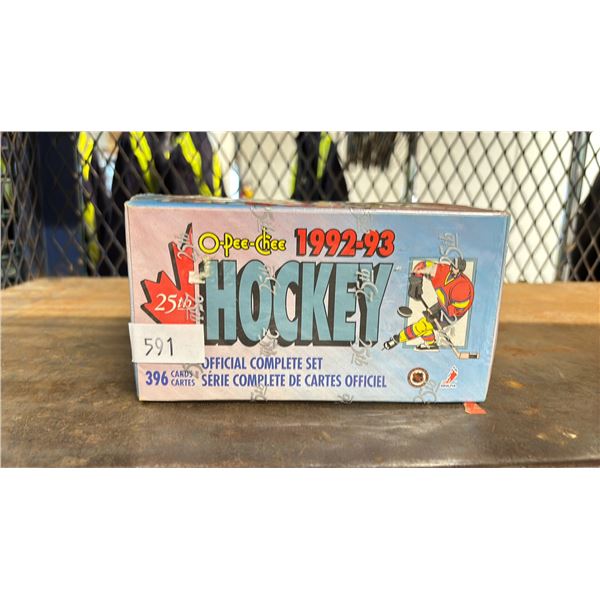 O-Pee-Chee 1992-93
HOCKEY
25th
591
OFFICIAL COMPLETE SET
396 CARDS CARTES SÉRIE COMPLETE DE CARTES OFFICIEL